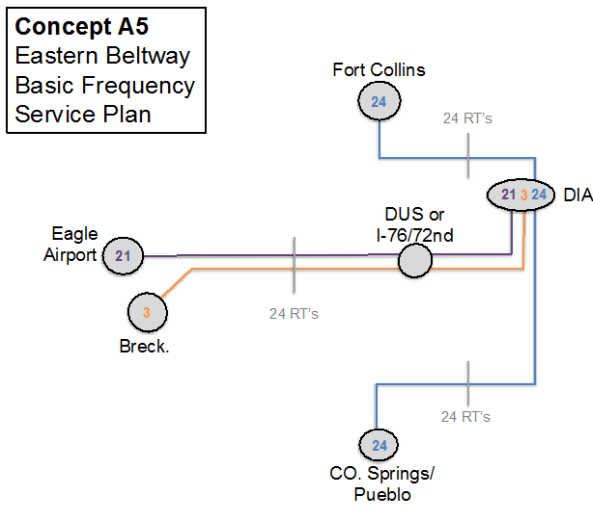 Concept A5
Eastern Beltway
Basic Frequency
Service Plan
Fort Collins
24
24 RT's
21 3 24
DIA
DUS or
I-76/72nd
Eagle
Airport
21
3
24 RT's
Breck.
24 RT's
24
CO. Springs/
Pueblo